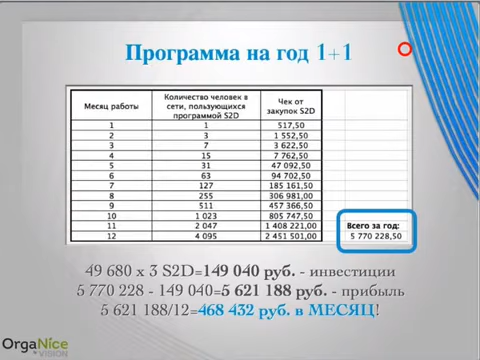 Программа на год 1+1
Месяц работы | Количество человек в сети, пользующихся программой S2D | Чек от закупок S2D
1 | 1 | 517,50
2 | 3 | 1 552,50
3 | 7 | 3 622,50
4 | 15 | 7 762,50
5 | 31 | 47 092,50
6 | 63 | 94 702,50
7 | 127 | 185 161,50
8 | 255 | 306 981,00
9 | 511 | 457 366,50
10 | 1 023 | 805 747,50
11 | 2 047 | 1 408 221,00
12 | 4 095 | 2 451 501,00
Всего за год:
5 770 228,50
49 680 x 3 S2D=149 040 руб. - инвестиции
5 770 228 - 149 040=5 621 188 руб. - прибыль
5 621 188/12=468 432 руб. в МЕСЯЦ!
OrgaNice
by VISION